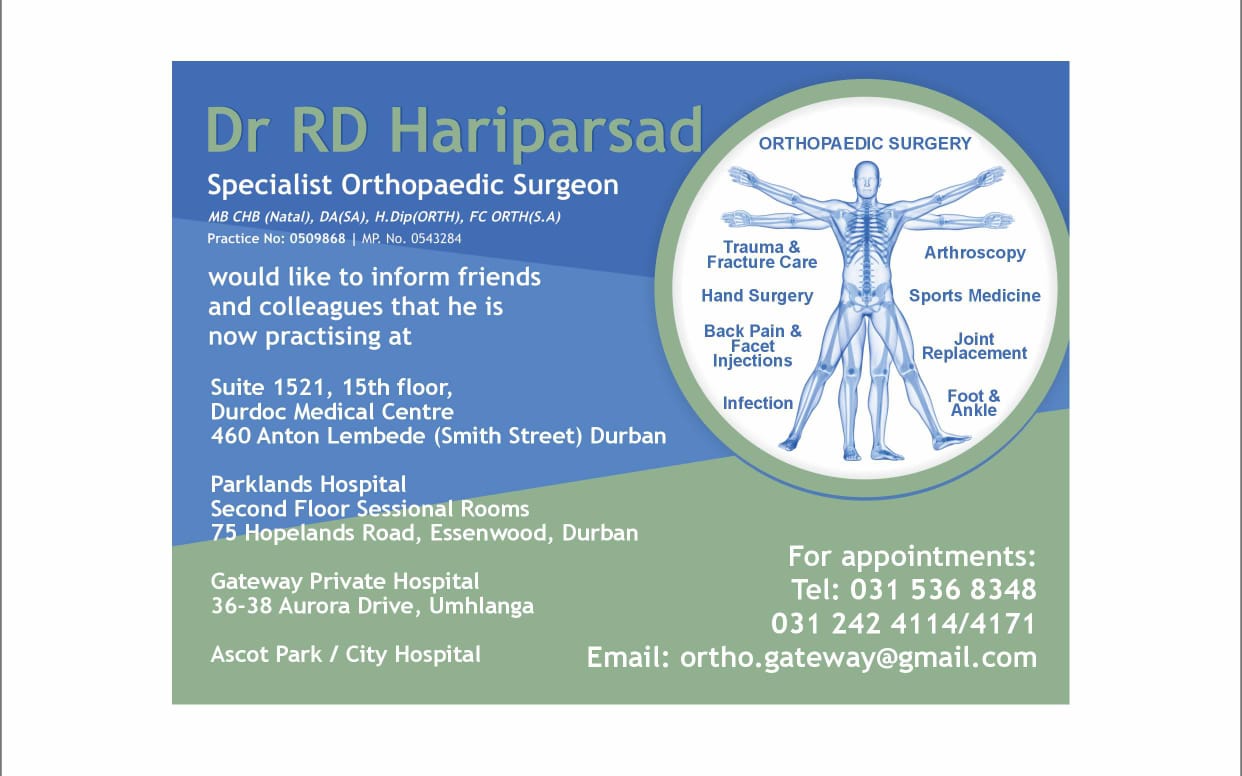 Dr RD Hariparsad
Specialist Orthopaedic Surgeon
MB CHB (Natal), DA(SA), H.Dip(ORTH), FC ORTH(S.A)
Practice No: 0509868 | MP. No. 0543284
would like to inform friends
and colleagues that he is
now practising at
Suite 1521, 15th floor,
Durdoc Medical Centre
460 Anton Lembede (Smith Street) Durban
Parklands Hospital
Second Floor Sessional Rooms
75 Hopelands Road, Essenwood, Durban
Gateway Private Hospital
36-38 Aurora Drive, Umhlanga
Ascot Park / City Hospital
ORTHOPAEDIC SURGERY
Trauma &
Fracture Care
Hand Surgery
Back Pain &
Facet
Injections
Infection
Arthroscopy
Sports Medicine
Joint
Replacement
Foot &
Ankle
For appointments:
Tel: 031 536 8348
031 242 4114/4171
Email: ortho.gateway@gmail.com